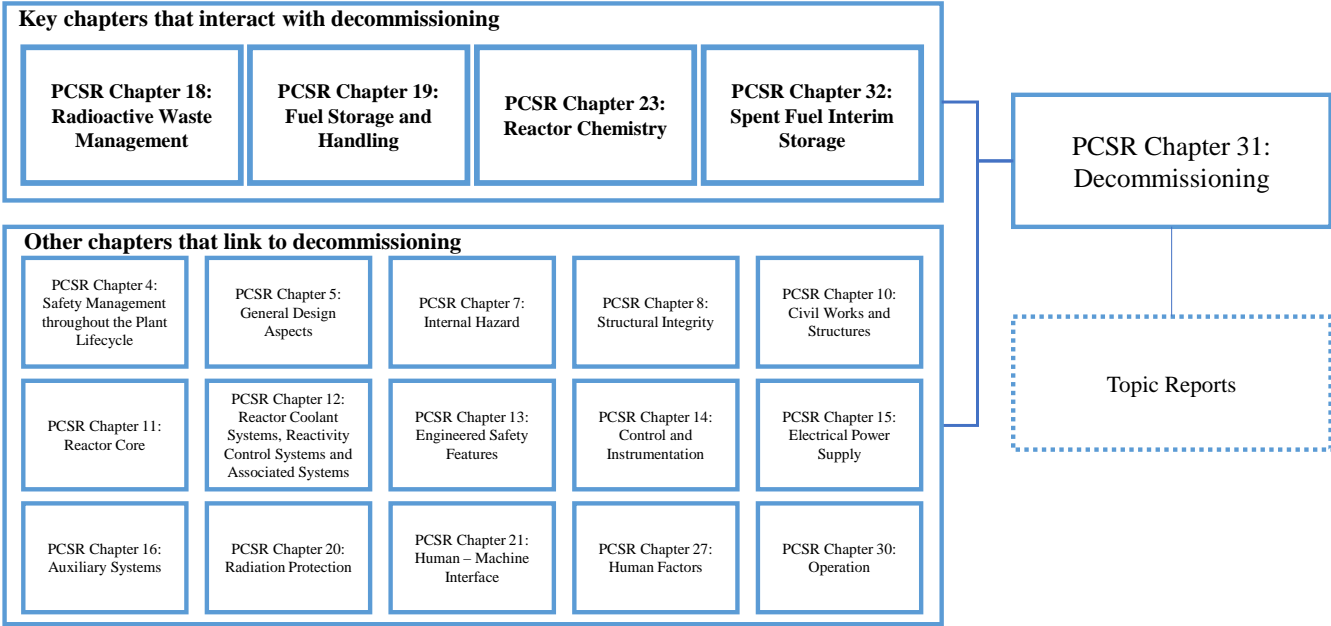 Key chapters that interact with decommissioning
PCSR Chapter 18:
Radioactive Waste
Management
PCSR Chapter 19:
Fuel Storage and
Handling
PCSR Chapter 23:
Reactor Chemistry
PCSR Chapter 32:
Spent Fuel Interim
Storage
PCSR Chapter 31:
Decommissioning
Other chapters that link to decommissioning
PCSR Chapter 4:
Safety Management
throughout the Plant
Lifecycle
PCSR Chapter 5:
General Design
Aspects
PCSR Chapter 7:
Internal Hazard
PCSR Chapter 8:
Structural Integrity
PCSR Chapter 10:
Civil Works and
Structures
PCSR Chapter 11:
Reactor Core
PCSR Chapter 12:
Reactor Coolant
Systems, Reactivity
Control Systems and
Associated Systems
PCSR Chapter 13:
Engineered Safety
Features
PCSR Chapter 14:
Control and
Instrumentation
PCSR Chapter 15:
Electrical Power
Supply
PCSR Chapter 16:
Auxiliary Systems
PCSR Chapter 20:
Radiation Protection
PCSR Chapter 21:
Human – Machine
Interface
PCSR Chapter 27:
Human Factors
PCSR Chapter 30:
Operation
Topic Reports